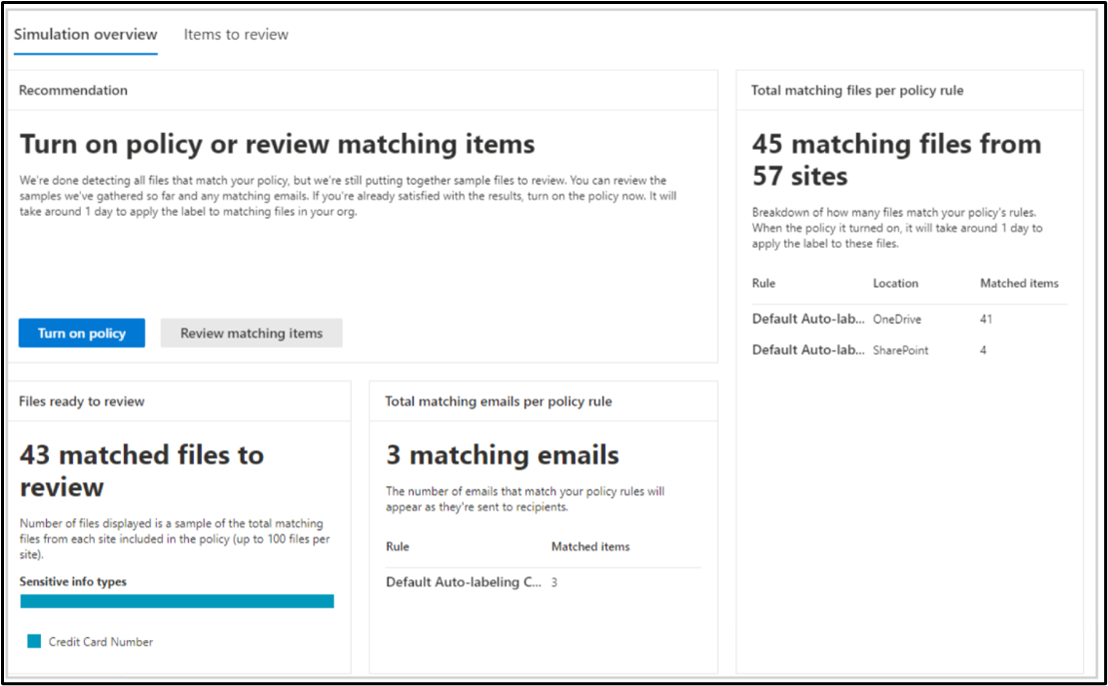 Simulation overview Items to review
Recommendation
Turn on policy or review matching items
We're done detecting all files that match your policy, but we're still putting together sample files to review. You can review the
samples we've gathered so far and any matching emails. If you're already satisfied with the results, turn on the policy now. It will
take around 1 day to apply the label to matching files in your org.
Turn on policy Review matching items
Total matching files per policy rule
45 matching files from
57 sites
Breakdown of how many files match your policy's rules.
When the policy it turned on, it will take around 1 day to
apply the label to these files.
Rule Location Matched items
Default Auto-lab... OneDrive 41
Default Auto-lab... SharePoint 4
Files ready to review
43 matched files to
review
Number of files displayed is a sample of the total matching
files from each site included in the policy (up to 100 files per
site).
Sensitive info types
Credit Card Number
Total matching emails per policy rule
3 matching emails
The number of emails that match your policy rules will
appear as they're sent to recipients.
Rule Matched items
Default Auto-labeling C... 3